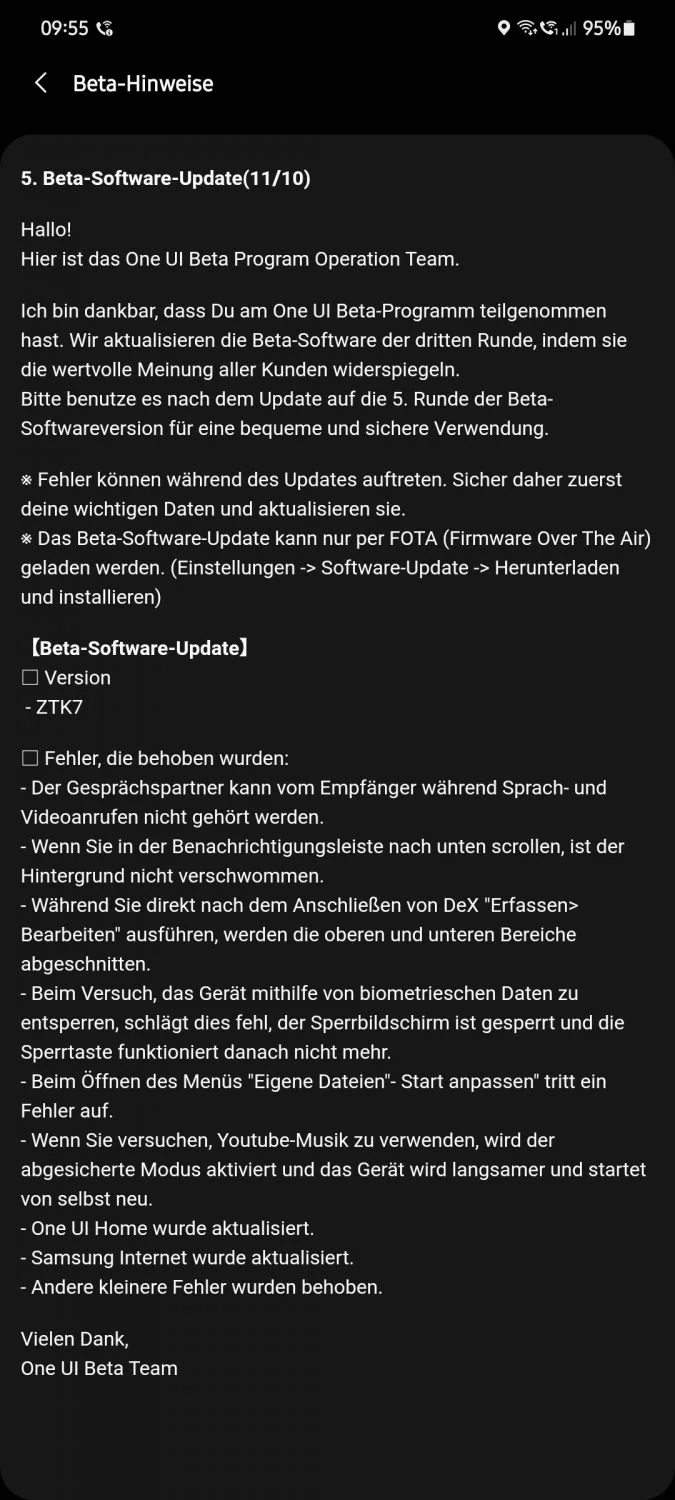 09:55
95%
Beta-Hinweise
5. Beta-Software-Update(11/10)
Hallo!
Hier ist das One UI Beta Program Operation Team.
Ich bin dankbar, dass Du am One UI Beta-Programm teilgenommen
hast. Wir aktualisieren die Beta-Software der dritten Runde, indem sie
die wertvolle Meinung aller Kunden widerspiegeln.
Bitte benutze es nach dem Update auf die 5. Runde der Beta-
Softwareversion für eine bequeme und sichere Verwendung.
※ Fehler können während des Updates auftreten. Sicher daher zuerst
deine wichtigen Daten und aktualisieren sie.
※ Das Beta-Software-Update kann nur per FOTA (Firmware Over The Air)
geladen werden. (Einstellungen -> Software-Update -> Herunterladen
und installieren)
【Beta-Software-Update】
□ Version
- ZTK7
□ Fehler, die behoben wurden:
- Der Gesprächspartner kann vom Empfänger während Sprach- und
Videoanrufen nicht gehört werden.
- Wenn Sie in der Benachrichtigungsleiste nach unten scrollen, ist der
Hintergrund nicht verschwommen.
- Während Sie direkt nach dem Anschließen von DeX "Erfassen>
Bearbeiten" ausführen, werden die oberen und unteren Bereiche
abgeschnitten.
- Beim Versuch, das Gerät mithilfe von biometrieschen Daten zu
entsperren, schlägt dies fehl, der Sperrbildschirm ist gesperrt und die
Sperrtaste funktioniert danach nicht mehr.
- Beim Öffnen des Menüs "Eigene Dateien"- Start anpassen" tritt ein
Fehler auf.
- Wenn Sie versuchen, Youtube-Musik zu verwenden, wird der
abgesicherte Modus aktiviert und das Gerät wird langsamer und startet
von selbst neu.
- One UI Home wurde aktualisiert.
- Samsung Internet wurde aktualisiert.
- Andere kleinere Fehler wurden behoben.
Vielen Dank,
One UI Beta Team